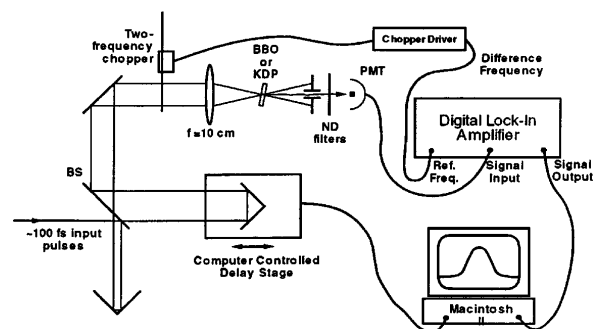 Two-
frequency
chopper
BBO
or
KDP
Chopper Driver
PMT
Difference
Frequency
f=10 cm
ND
filters
Digital Lock-In
Amplifier
Ref.
Freq.
Signal
Input
Signal
Output
BS
~100 fs input
pulses
Computer Controlled
Delay Stage
Macintosh